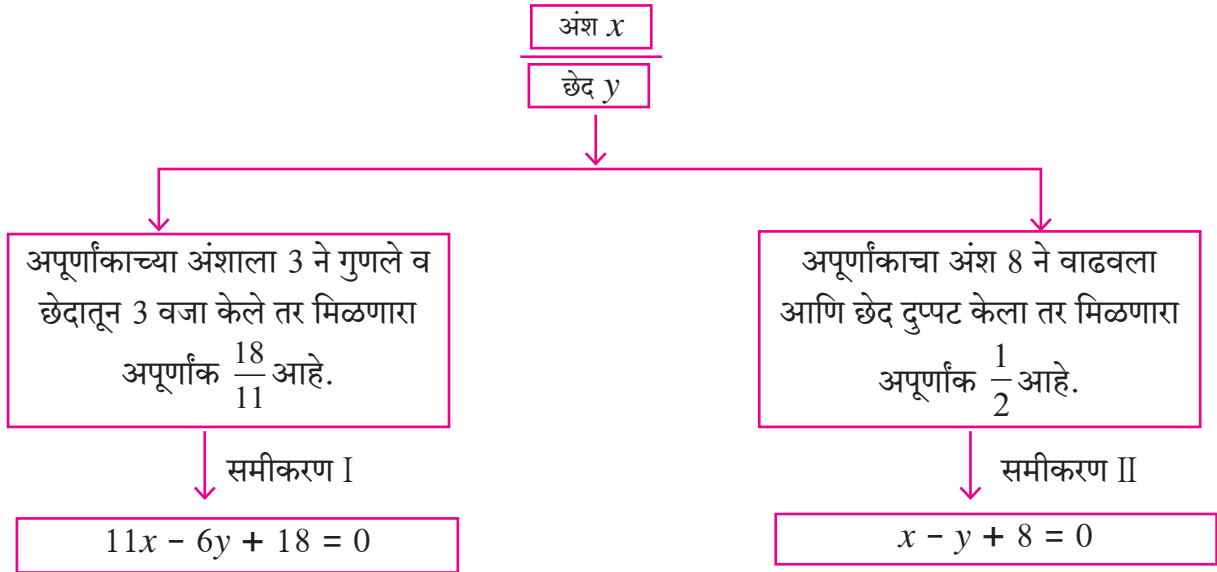 अंश x
छेद y
अपूर्णांकाच्या अंशाला 3 ने गुणले व
छेदातून 3 वजा केले तर मिळणारा
अपूर्णांक 18/11 आहे.
समीकरण I
11x - 6y + 18 = 0
अपूर्णांकाचा अंश 8 ने वाढवला
आणि छेद दुप्पट केला तर मिळणारा
अपूर्णांक 1/2 आहे.
समीकरण II
x - y + 8 = 0